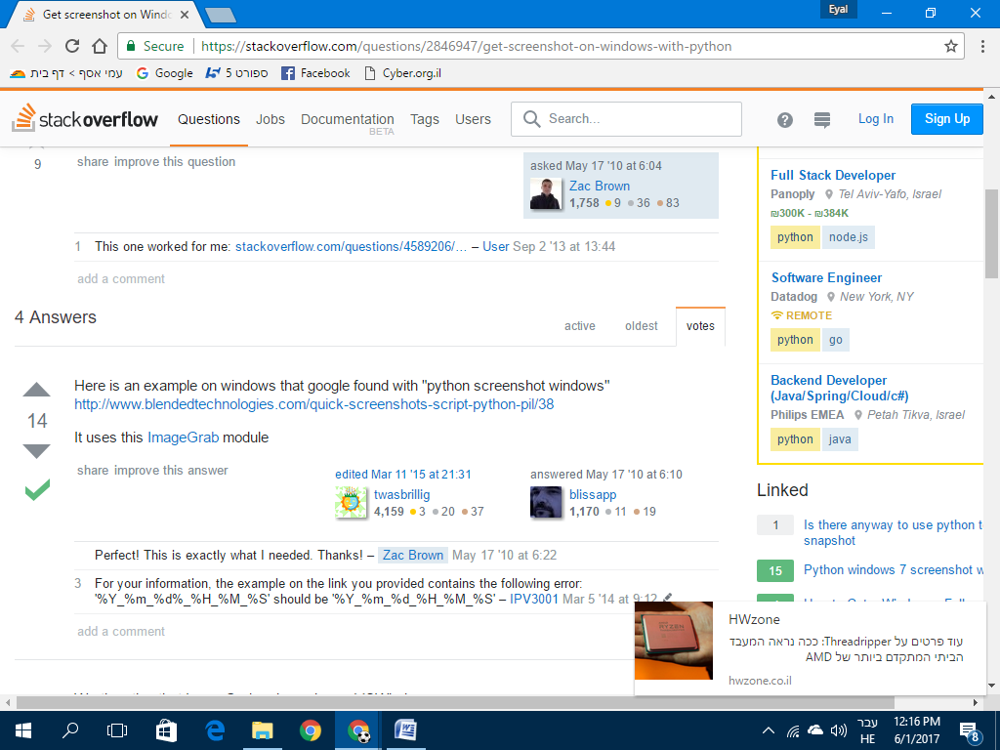 Get screenshot on Windo
Eyal
Secure
https://stackoverflow.com/questions/2846947/get-screenshot-on-windows-with-python
עמי אסף > דף בית
Google
ספורט 5
Facebook
Cyber.org.il
stackoverflow
Questions
Jobs
Documentation
BETA
Tags
Users
Search...
?
Log In
Sign Up
9
share improve this question
asked May 17 '10 at 6:04
Zac Brown
1,758 9 36 83
1 This one worked for me: stackoverflow.com/questions/4589206/… – User Sep 2 '13 at 13:44
add a comment
4 Answers
active
oldest
votes
14
Here is an example on windows that google found with "python screenshot windows"
http://www.blendedtechnologies.com/quick-screenshots-script-python-pil/38
It uses this ImageGrab module
share improve this answer
edited Mar 11 '15 at 21:31
twasbrillig
4,159 3 20 37
answered May 17 '10 at 6:10
blissapp
1,170 11 19
Perfect! This is exactly what I needed. Thanks! – Zac Brown May 17 '10 at 6:22
3 For your information, the example on the link you provided contains the following error:
'%Y_%m_%d%_%H_%M_%S' should be '%Y_%m_%d_%H_%M_%S' – IPV3001 Mar 5 '14 at 9:12
add a comment
Full Stack Developer
Panoply Tel Aviv-Yafo, Israel
₪300K - ₪384K
python node.js
Software Engineer
Datadog New York, NY
REMOTE
python go
Backend Developer
(Java/Spring/Cloud/c#)
Philips EMEA Petah Tikva, Israel
python java
Linked
1 Is there anyway to use python t
snapshot
15 Python windows 7 screenshot w
HWzone
עוד פרטים על Threadripper: ככה נראה המעבד
הביתי המתקדם ביותר של AMD
hwzone.co.il
עבר
HE
12:16 PM
6/1/2017
8